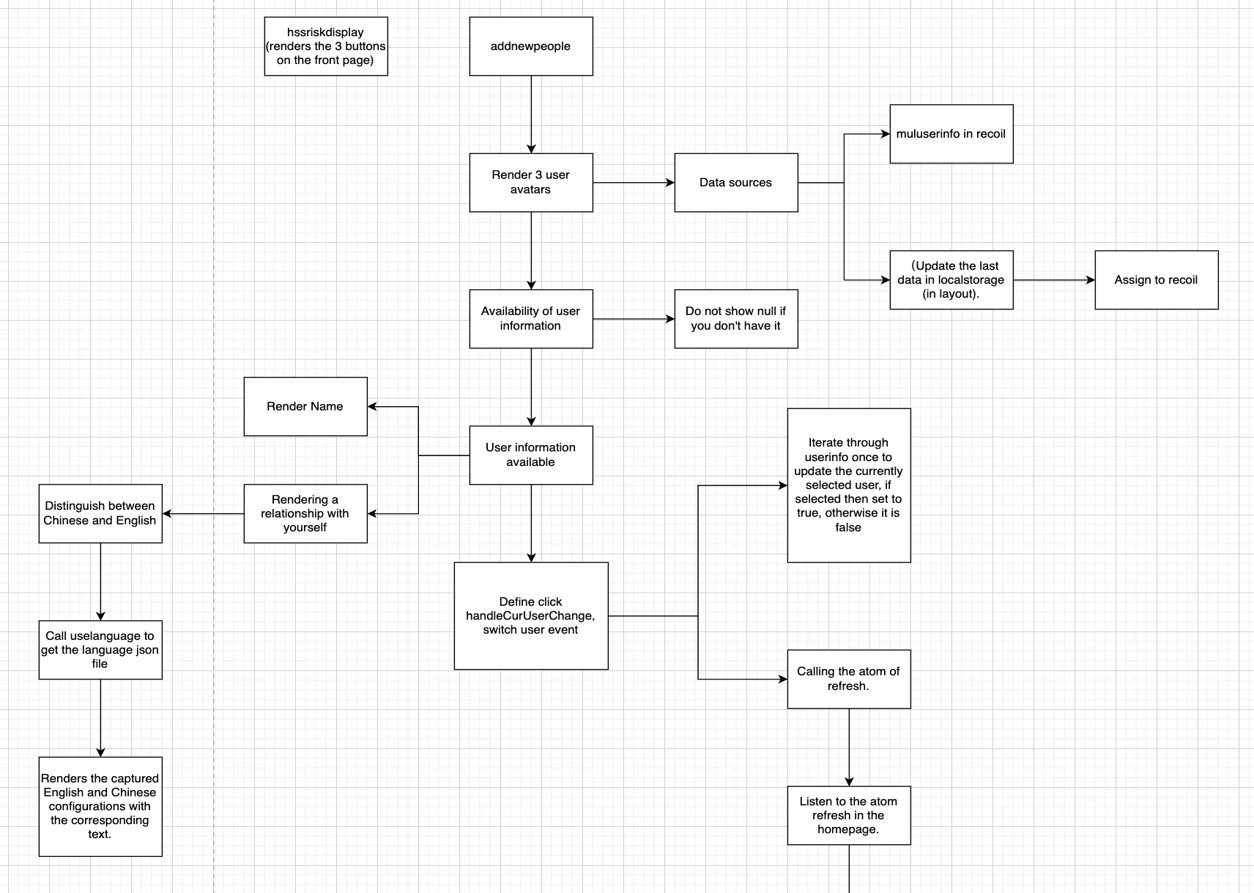 hssriskdisplay
(renders the 3 buttons
on the front page)
addnewpeople
muluserinfo in recoil
Render 3 user
avatars
Data sources
(Update the last
data in localstorage
(in layout).
Assign to recoil
Availability of user
information
Do not show null if
you don't have it
Render Name
User information
available
Iterate through
userinfo once to
update the currently
selected user, if
selected then set to
true, otherwise it is
false
Distinguish between
Chinese and English
Rendering a
relationship with
yourself
Define click
handleCurUserChange,
switch user event
Call uselanguage to
get the language json
file
Calling the atom of
refresh.
Renders the captured
English and Chinese
configurations with
the corresponding
text.
Listen to the atom
refresh in the
homepage.